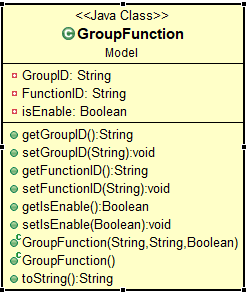 <<Java Class>>
C GroupFunction
Model
GroupID: String
FunctionID: String
isEnable: Boolean
getGroupID():String
setGroupID(String):void
getFunctionID():String
setFunctionID(String):void
getIsEnable():Boolean
setIsEnable(Boolean):void
C GroupFunction(String,String,Boolean)
C GroupFunction()
toString():String